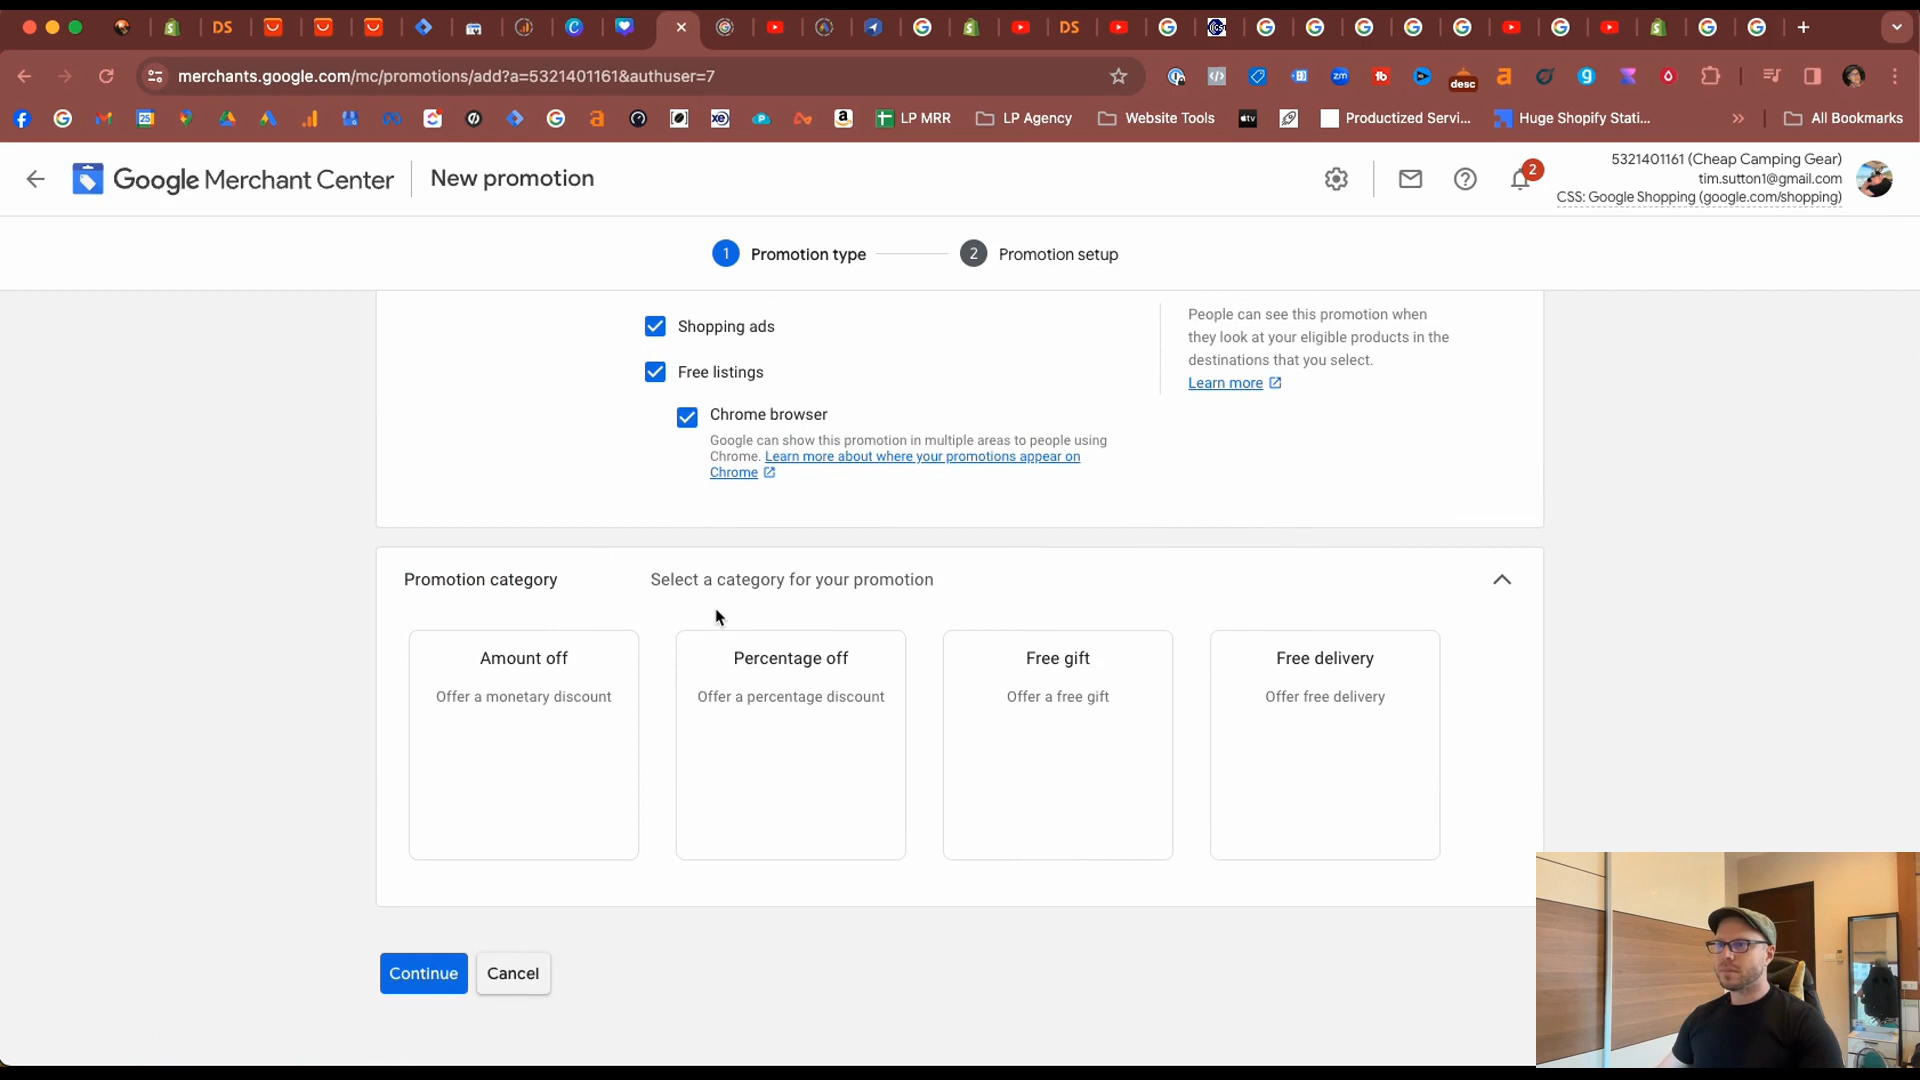 DS
DS
merchants.google.com/mc/promotions/add?a=5321401161&authuser=7
desc
LP MRR
LP Agency
Website Tools
Productized Servi...
Huge Shopify Stati...
All Bookmarks
Google Merchant Center
New promotion
2
5321401161 (Cheap Camping Gear)
tim.sutton1@gmail.com
CSS: Google Shopping (google.com/shopping)
1 Promotion type
2 Promotion setup
Shopping ads
Free listings
Chrome browser
Google can show this promotion in multiple areas to people using
Chrome. Learn more about where your promotions appear on
Chrome
People can see this promotion when
they look at your eligible products in the
destinations that you select.
Learn more
Promotion category
Select a category for your promotion
Amount off
Offer a monetary discount
Percentage off
Offer a percentage discount
Free gift
Offer a free gift
Free delivery
Offer free delivery
Continue
Cancel